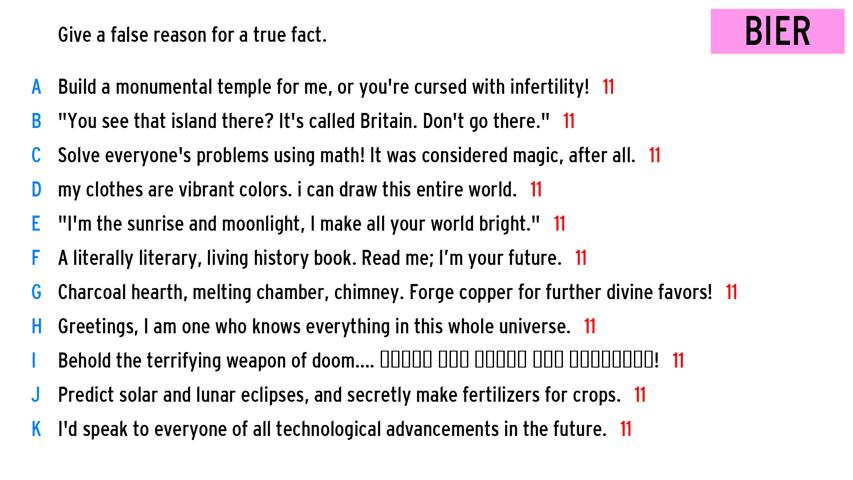 Give a false reason for a true fact.
BIER
A Build a monumental temple for me, or you're cursed with infertility! 11
B "You see that island there? It's called Britain. Don't go there." 11
C Solve everyone's problems using math! It was considered magic, after all. 11
D my clothes are vibrant colors. i can draw this entire world. 11
E "I'm the sunrise and moonlight, I make all your world bright." 11
F A literally literary, living history book. Read me; I’m your future. 11
G Charcoal hearth, melting chamber, chimney. Forge copper for further divine favors! 11
H Greetings, I am one who knows everything in this whole universe. 11
I Behold the terrifying weapon of doom.... ! 11
J Predict solar and lunar eclipses, and secretly make fertilizers for crops. 11
K I'd speak to everyone of all technological advancements in the future. 11